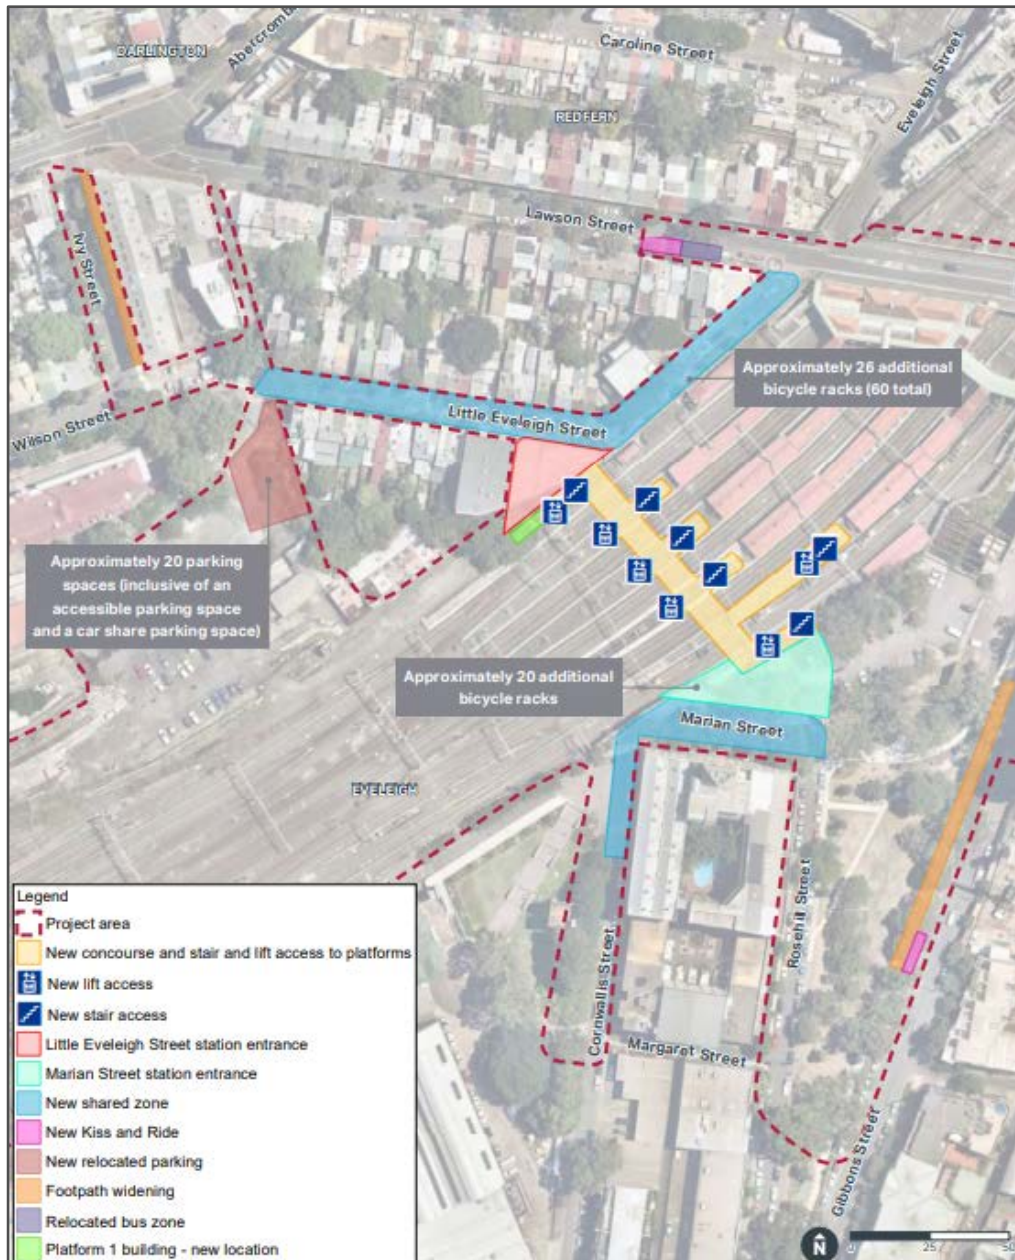 DARLINGTON
Caroline Street
Eveleigh Street
REDFERN
Lawson Street
Ivy Street
Approximately 26 additional
bicycle racks (60 total)
Little Eveleigh Street
Wilson Street
Approximately 20 parking
spaces (inclusive of an
accessible parking space
and a car share parking space)
Approximately 20 additional
bicycle racks
Marian Street
EVELEIGH
Rosehill Street
Cornwallis Street
Margaret Street
Gibbons Street
Legend
Project area
New concourse and stair and lift access to platforms
New lift access
New stair access
Little Eveleigh Street station entrance
Marian Street station entrance
New shared zone
New Kiss and Ride
New relocated parking
Footpath widening
Relocated bus zone
Platform 1 building - new location
N
0 25